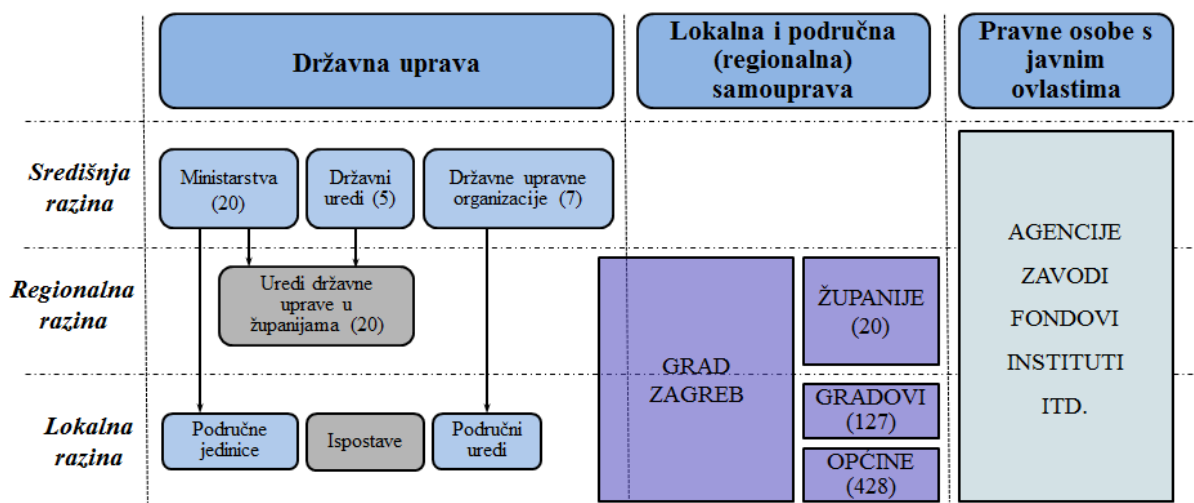 Državna uprava
Lokalna i područna
(regionalna)
samouprava
Pravne osobe s
javnim
ovlastima
Središnja
razina
Ministarstva
(20)
Državni
uredi (5)
Državne upravne
organizacije (7)
Regionalna
razina
Uredi državne
uprave u
županijama (20)
Lokalna
razina
Područne
jedinice
Ispostave
Područni
uredi
GRAD
ZAGREB
ŽUPANIJE
(20)
GRADOVI
(127)
OPĆINE
(428)
AGENCIJE
ZAVODI
FONDOVI
INSTITUTI
ITD.